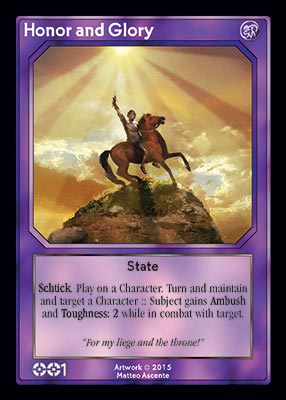 Honor and Glory
State
Schtick. Play on a Character. Turn and maintain
and target a Character :: Subject gains Ambush
and Toughness: 2 while in combat with target.
"For my liege and the throne!"
Artwork © 2015
Matteo Ascente
1